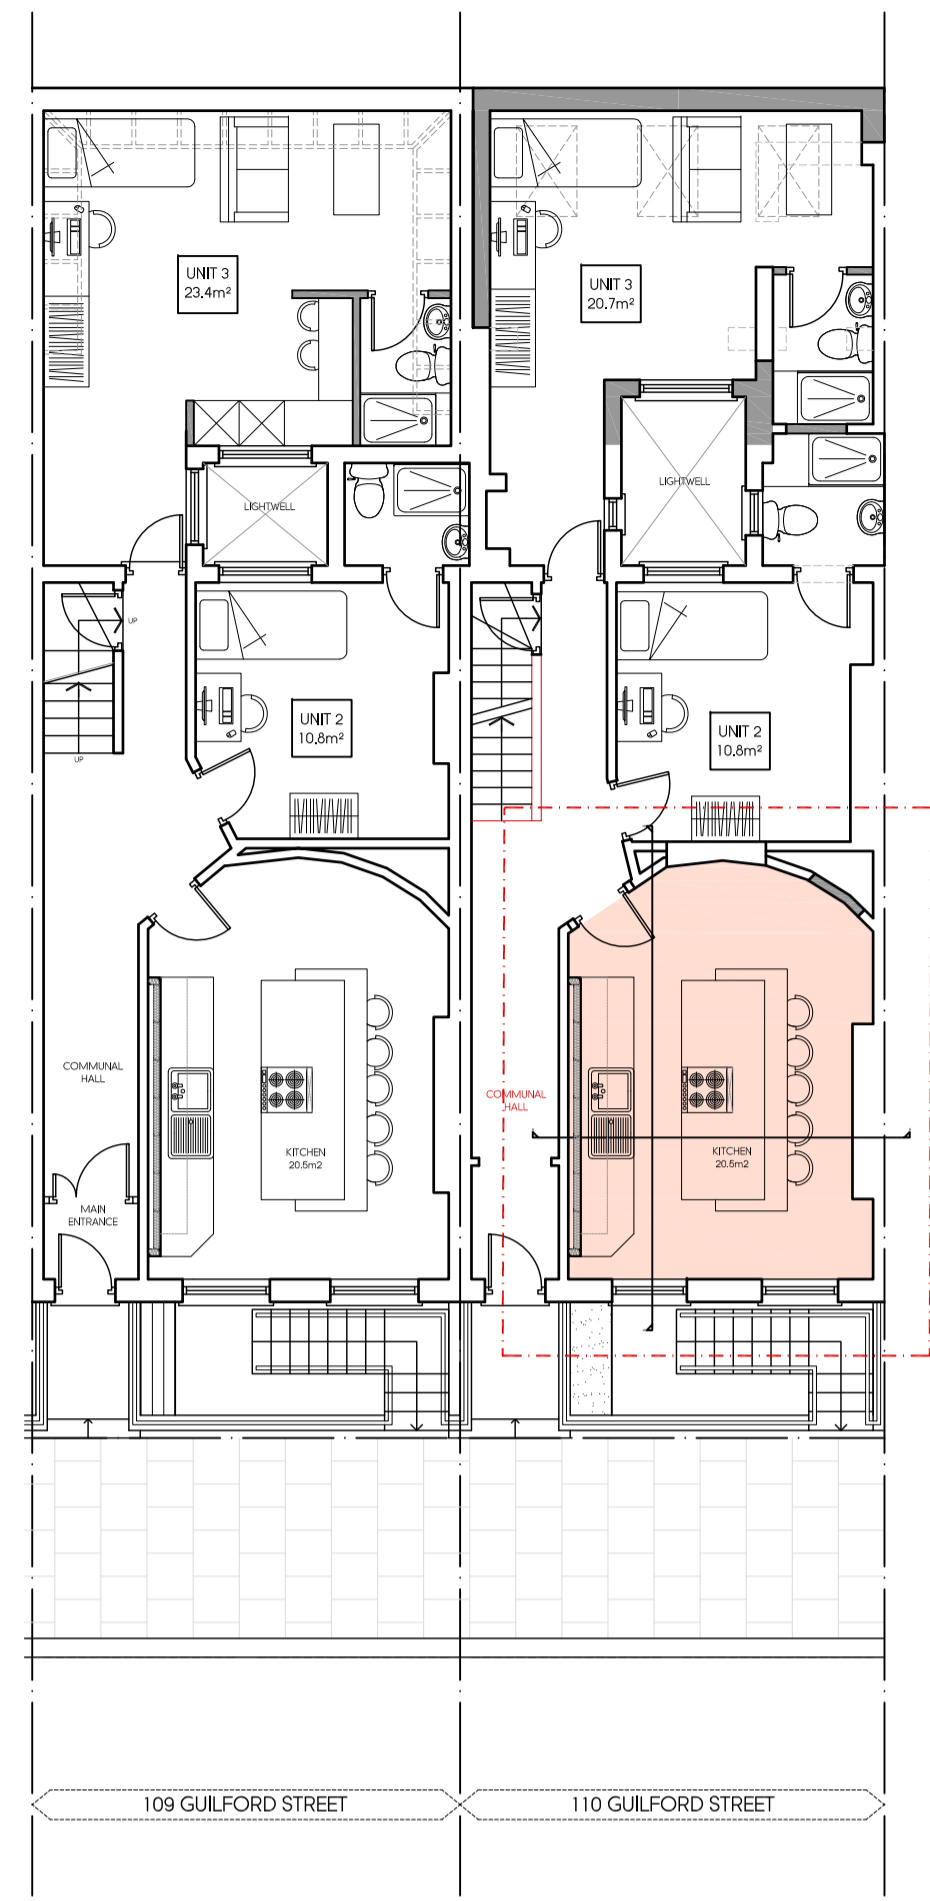 UNIT 3
23.4m²
UNIT 3
20.7m²
LIGHTWELL
LIGHTWELL
UP
UP
UNIT 2
10.8m²
UNIT 2
10.8m²
COMMUNAL
HALL
COMMUNAL
HALL
KITCHEN
20.5m2
KITCHEN
20.5m2
MAIN
ENTRANCE
109 GUILFORD STREET
110 GUILFORD STREET